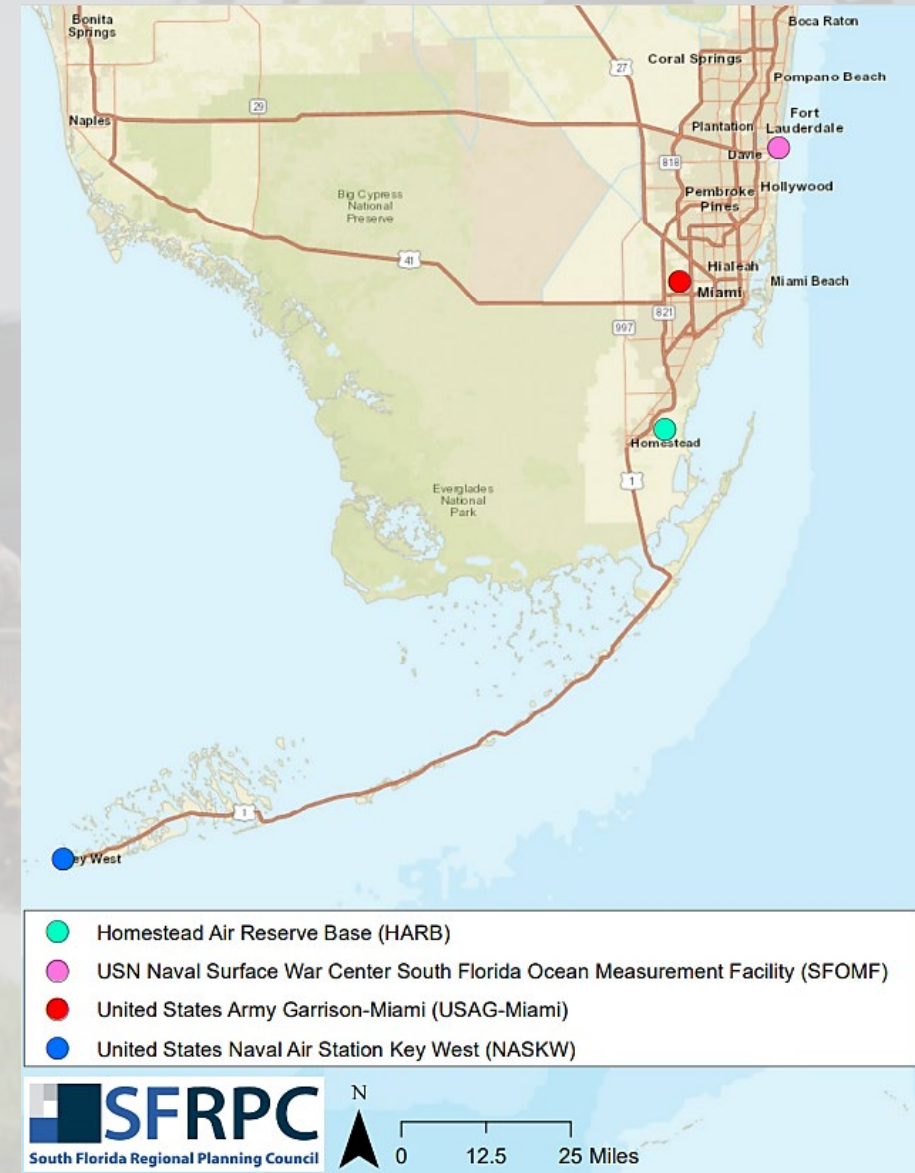 Bonita
Springs
Boca Raton
27
Coral Springs
Pompano Beach
29
Naples
Fort
Lauderdale
Plantation
Davie
818
Big Cypress
National
Preserve
Pembroke
Pines
Hollywood
41
Hialeah
Miami Beach
Miami
821
997
Homestead
1
Everglades
National
Park
1
ey West
Homestead Air Reserve Base (HARB)
USN Naval Surface War Center South Florida Ocean Measurement Facility (SFOMF)
United States Army Garrison-Miami (USAG-Miami)
United States Naval Air Station Key West (NASKW)
SFRPC
South Florida Regional Planning Council
N
0 12.5 25 Miles